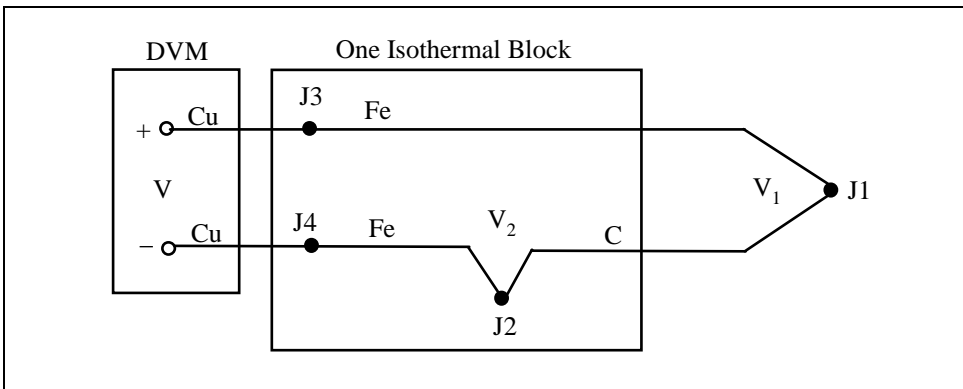 DVM
One Isothermal Block
J3
Cu
Fe
+
V
V1
J1
J4
V2
Cu
Fe
C
−
J2